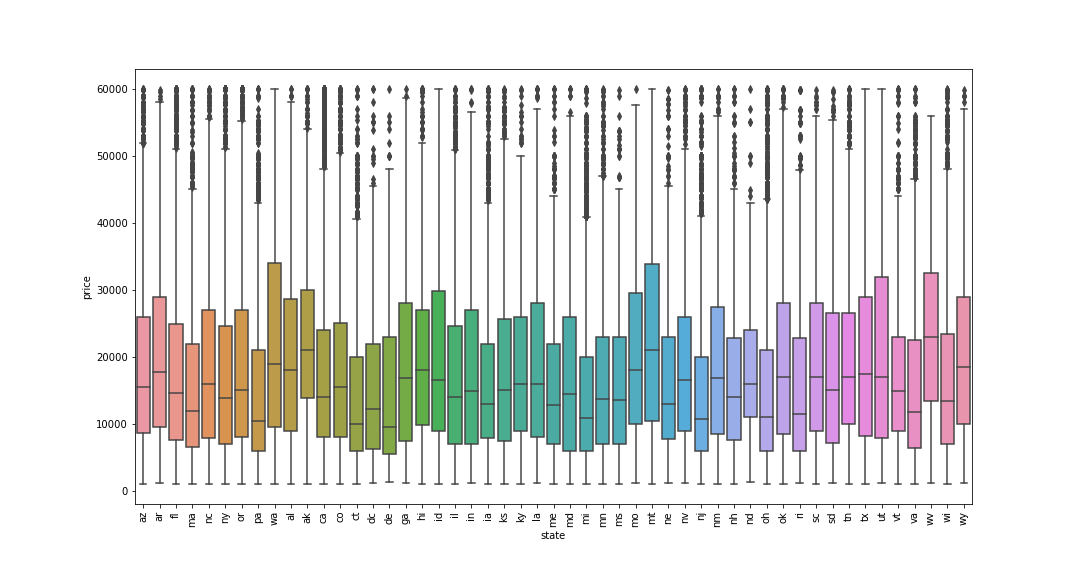 price
60000
50000
40000
30000
20000
10000
0
az ar fl ma nc ny or pa wa al ak ca co ct dc de ga hi id il in ia ks ky la me md mi mn ms mo mt ne nv nj nm nh nd oh ok ri sc sd tn tx ut vt va wv wi wy
state